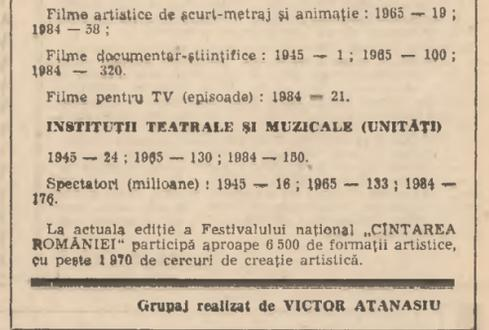 Filme artistice de scurt-metraj și animație : 1965 — 19 ;
1984 — 58 ;
Filme documentar-științifice : 1945 — 1 ; 1965 — 100 ;
1984 — 320.
Filme pentru TV (episoade) : 1984 — 21.
INSTITUȚII TEATRALE ȘI MUZICALE (UNITĂȚI)
1945 — 24 ; 1965 — 130 ; 1984 — 150.
Spectatori (milioane) : 1945 — 16 ; 1965 — 133 ; 1984 —
176.
La actuala ediție a Festivalului național „CÎNTAREA
ROMÂNIEI“ participă aproape 6 500 de formații artistice,
cu peste 1 970 de cercuri de creație artistică.
Grupaj realizat de VICTOR ATANASIU